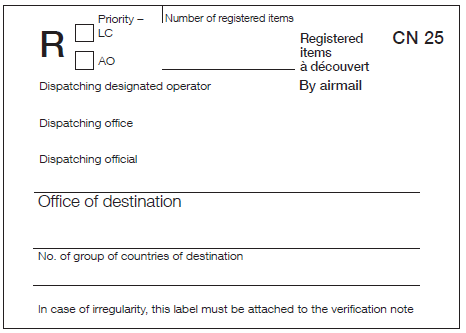 R
Priority –
LC
AO
Number of registered items
Registered
items
à découvert
By airmail
CN 25
Dispatching designated operator
Dispatching office
Dispatching official
Office of destination
No. of group of countries of destination
In case of irregularity, this label must be attached to the verification note